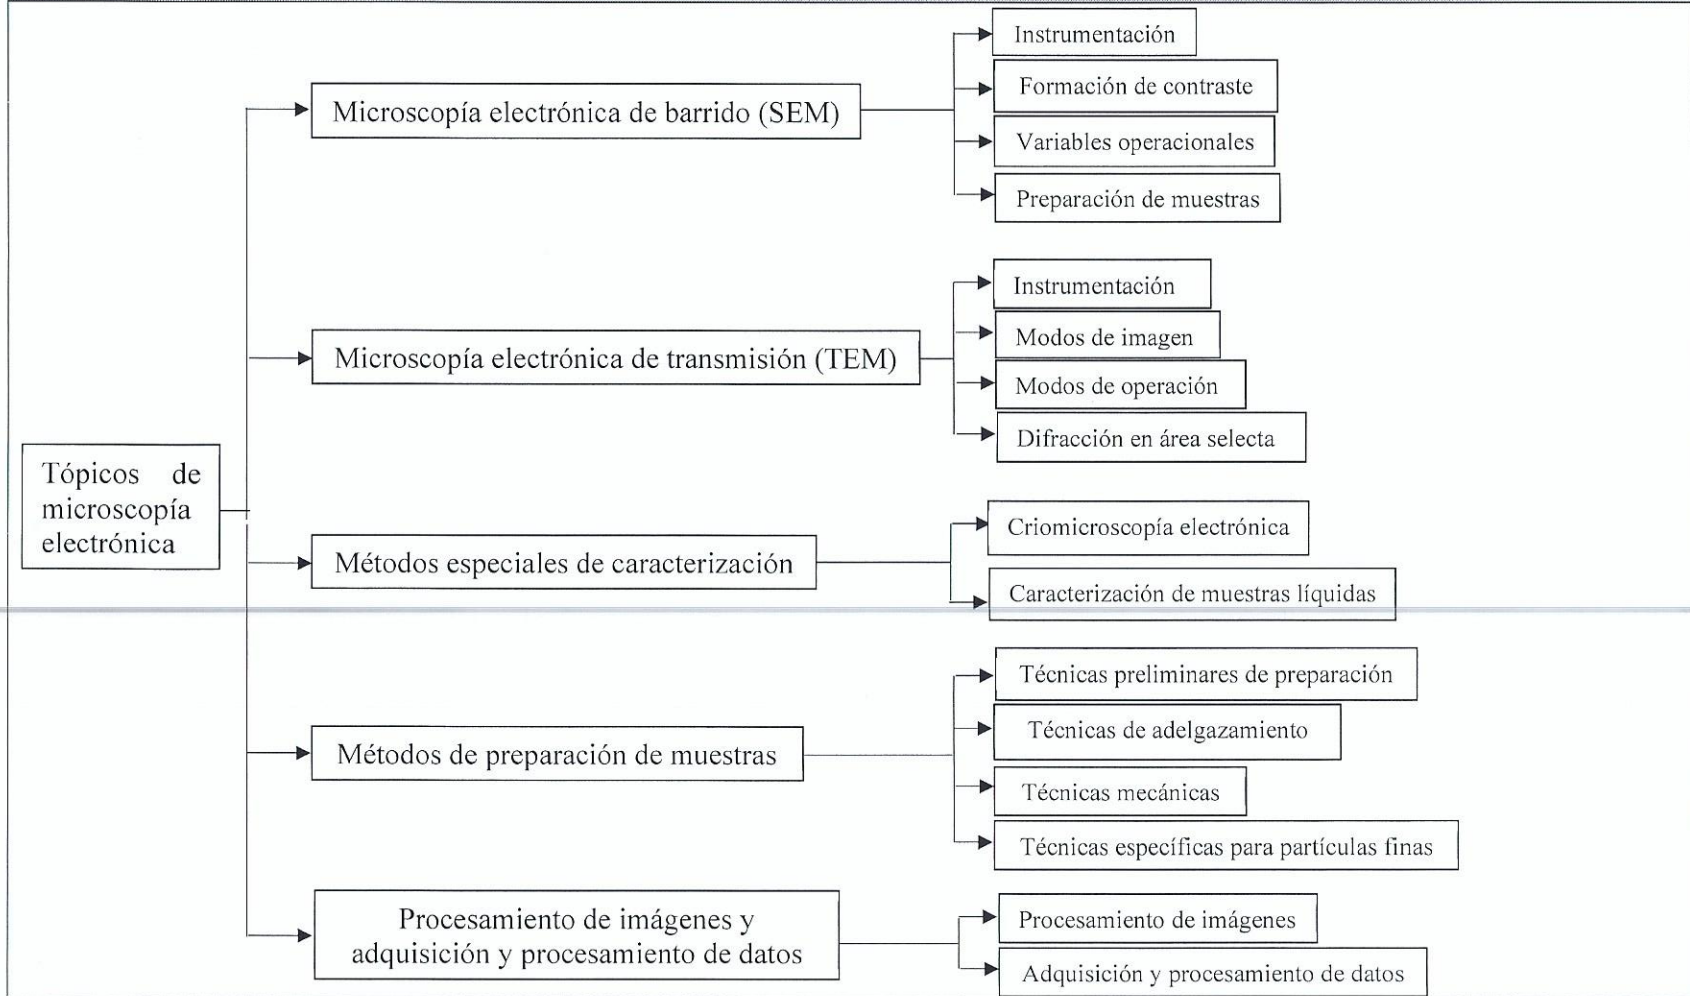 Instrumentación
Formación de contraste
Microscopía electrónica de barrido (SEM)
Variables operacionales
Preparación de muestras
Instrumentación
Modos de imagen
Microscopía electrónica de transmisión (TEM)
Modos de operación
Difracción en área selecta
Tópicos de
microscopía
electrónica
Criomicroscopía electrónica
Métodos especiales de caracterización
Caracterización de muestras líquidas
Técnicas preliminares de preparación
Técnicas de adelgazamiento
Métodos de preparación de muestras
Técnicas mecánicas
Técnicas específicas para partículas finas
Procesamiento de imágenes y
adquisición y procesamiento de datos
Procesamiento de imágenes
Adquisición y procesamiento de datos